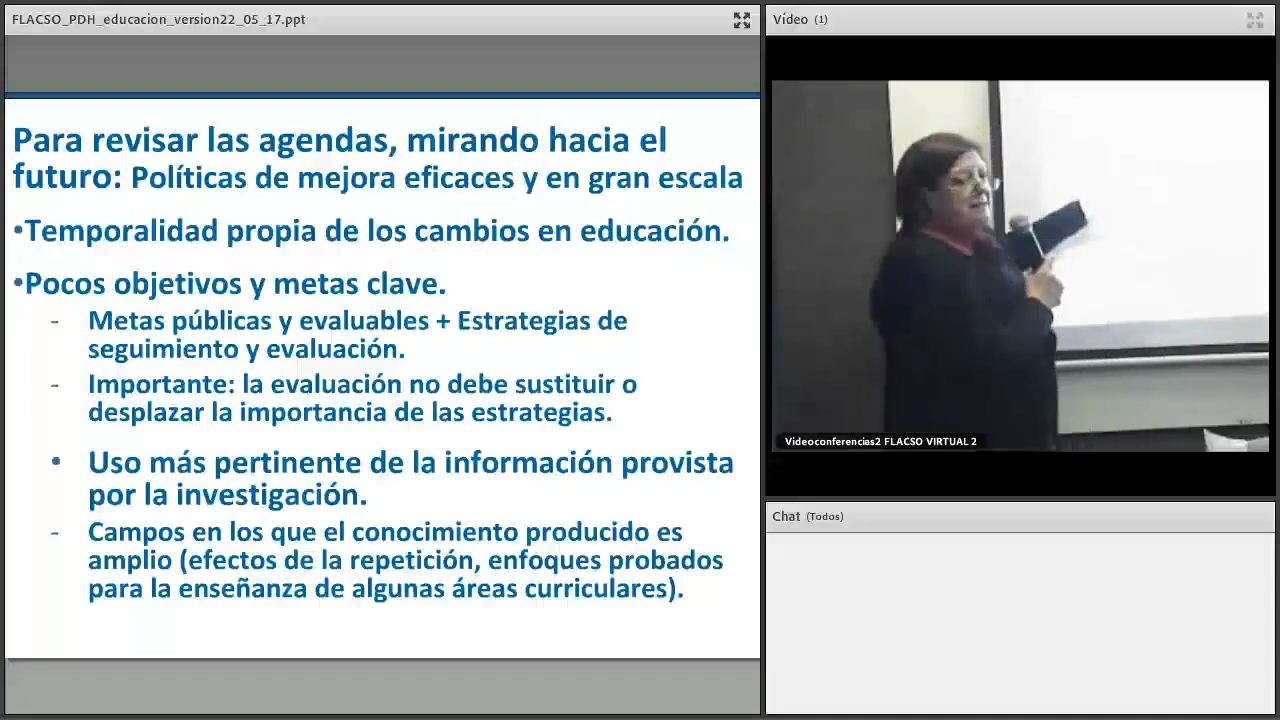 FLACSO_PDH_educacion_version22_05_17.ppt
Para revisar las agendas, mirando hacia el
futuro: Políticas de mejora eficaces y en gran escala
•Temporalidad propia de los cambios en educación.
•Pocos objetivos y metas clave.
- Metas públicas y evaluables + Estrategias de
seguimiento y evaluación.
- Importante: la evaluación no debe sustituir o
desplazar la importancia de las estrategias.
• Uso más pertinente de la información provista
por la investigación.
- Campos en los que el conocimiento producido es
amplio (efectos de la repetición, enfoques probados
para la enseñanza de algunas áreas curriculares).
Vídeo (1)
Videoconferencias2 FLACSO VIRTUAL 2
Chat (Todos)